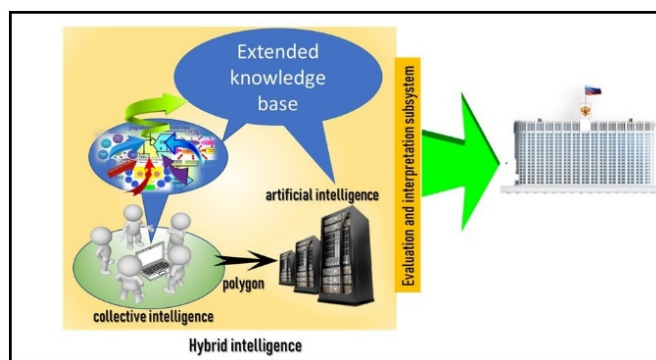 Extended
knowledge
base
artificial intelligence
polygon
collective intelligence
Hybrid intelligence
Evaluation and interpretation subsystem